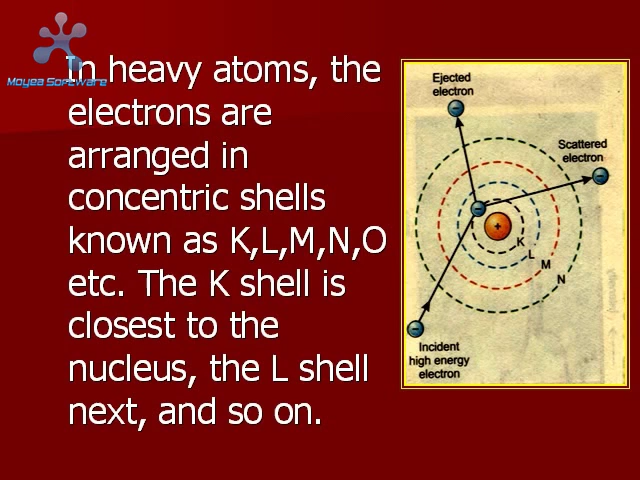 Moyea Software
In heavy atoms, the
electrons are
arranged in
concentric shells
known as K,L,M,N,O
etc. The K shell is
closest to the
nucleus, the L shell
next, and so on.
Ejected
electron
Scattered
electron
K
L
M
N
Incident
high energy
electron